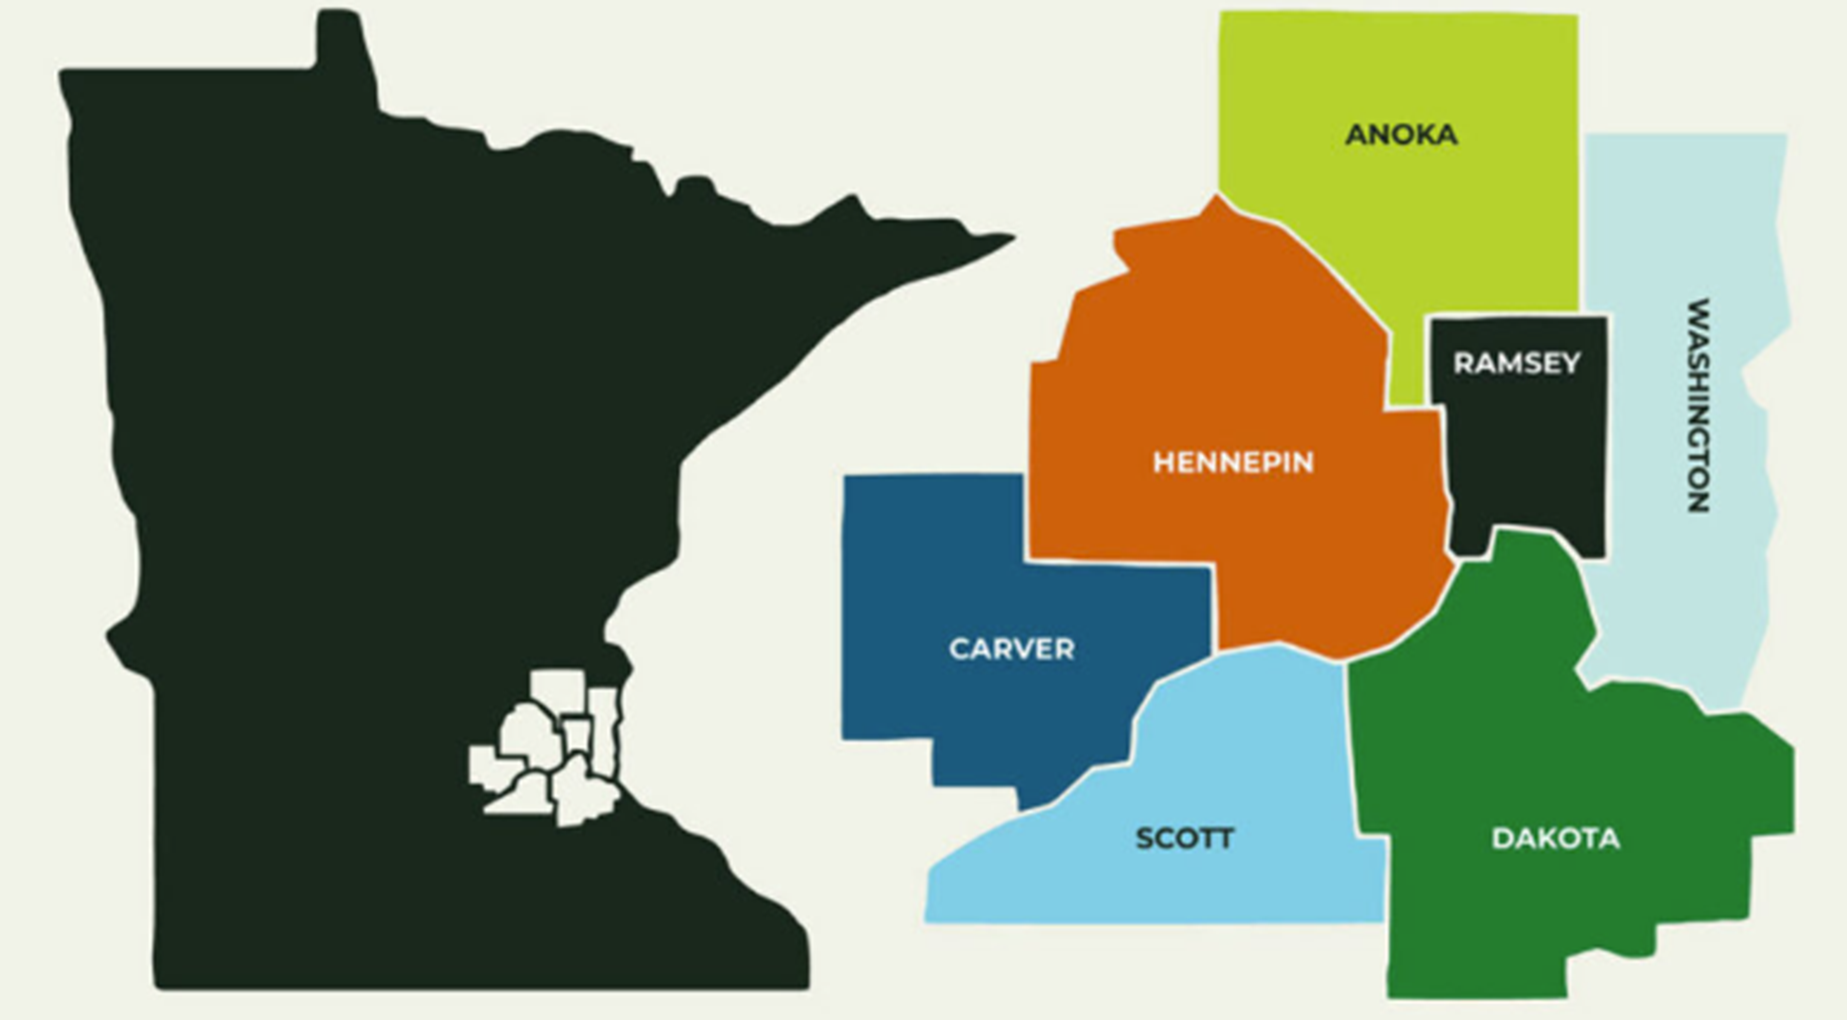 ANOKA
WASHINGTON
RAMSEY
HENNEPIN
CARVER
SCOTT
DAKOTA